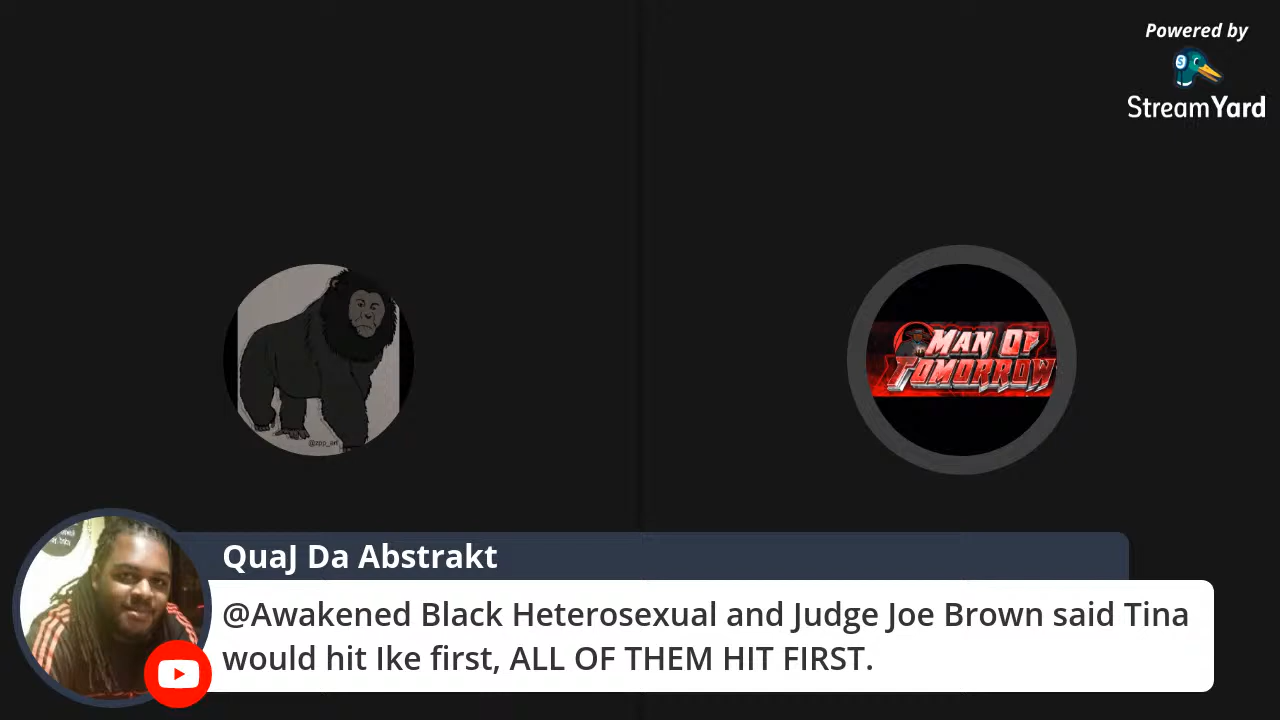 Powered by
StreamYard
MAN OF
TOMORROW
QuaJ Da Abstrakt
@Awakened Black Heterosexual and Judge Joe Brown said Tina
would hit Ike first, ALL OF THEM HIT FIRST.